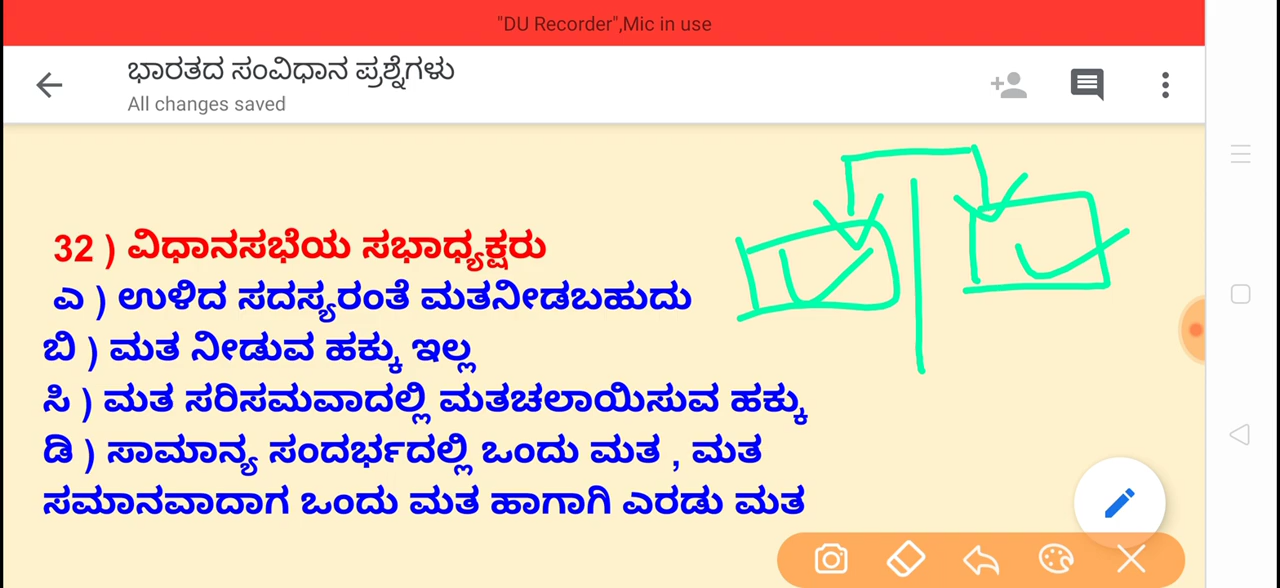 "DU Recorder",Mic in use
ಭಾರತದ ಸಂವಿಧಾನ ಪ್ರಶ್ನೆಗಳು
All changes saved
32 ) ವಿಧಾನಸಭೆಯ ಸಭಾಧ್ಯಕ್ಷರು
ಎ ) ಉಳಿದ ಸದಸ್ಯರಂತೆ ಮತನೀಡಬಹುದು
ಬಿ ) ಮತ ನೀಡುವ ಹಕ್ಕು ಇಲ್ಲ
ಸಿ ) ಮತ ಸರಿಸಮವಾದಲ್ಲಿ ಮತಚಲಾಯಿಸುವ ಹಕ್ಕು
ಡಿ ) ಸಾಮಾನ್ಯ ಸಂದರ್ಭದಲ್ಲಿ ಒಂದು ಮತ , ಮತ
ಸಮಾನವಾದಾಗ ಒಂದು ಮತ ಹಾಗಾಗಿ ಎರಡು ಮತ